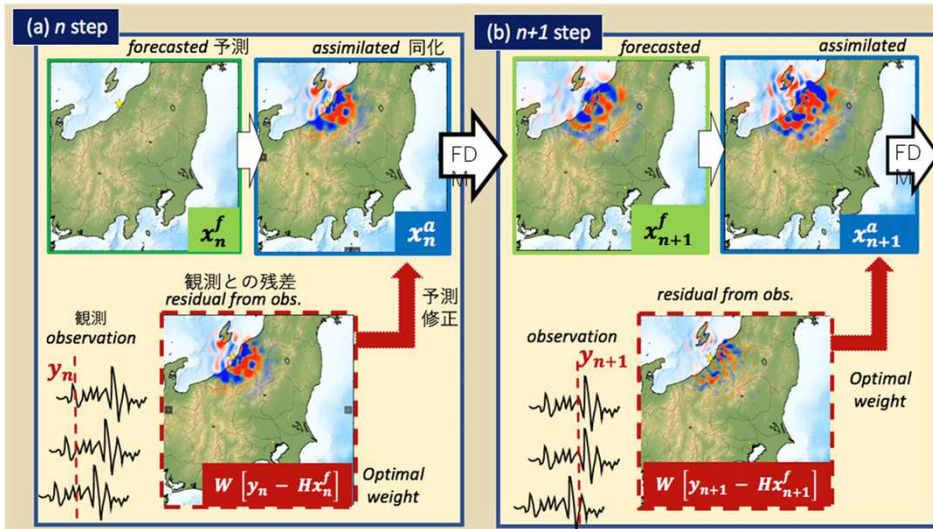 (a) n step
forecasted 予測
assimilated 同化
x_n^f
x_n^a
FD
M
観測との残差
residual from obs.
予測
修正
観測
observation
y_n
W [y_n − Hx_n^f]
Optimal
weight
(b) n+1 step
forecasted
assimilated
x_{n+1}^f
x_{n+1}^a
FD
M
residual from obs.
observation
y_{n+1}
W [y_{n+1} − Hx_{n+1}^f]
Optimal
weight